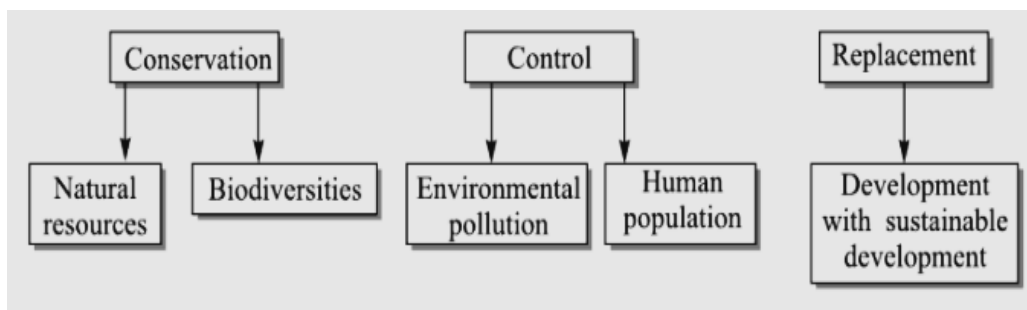 Conservation
Control
Replacement
Natural
resources
Biodiversities
Environmental
pollution
Human
population
Development
with sustainable
development